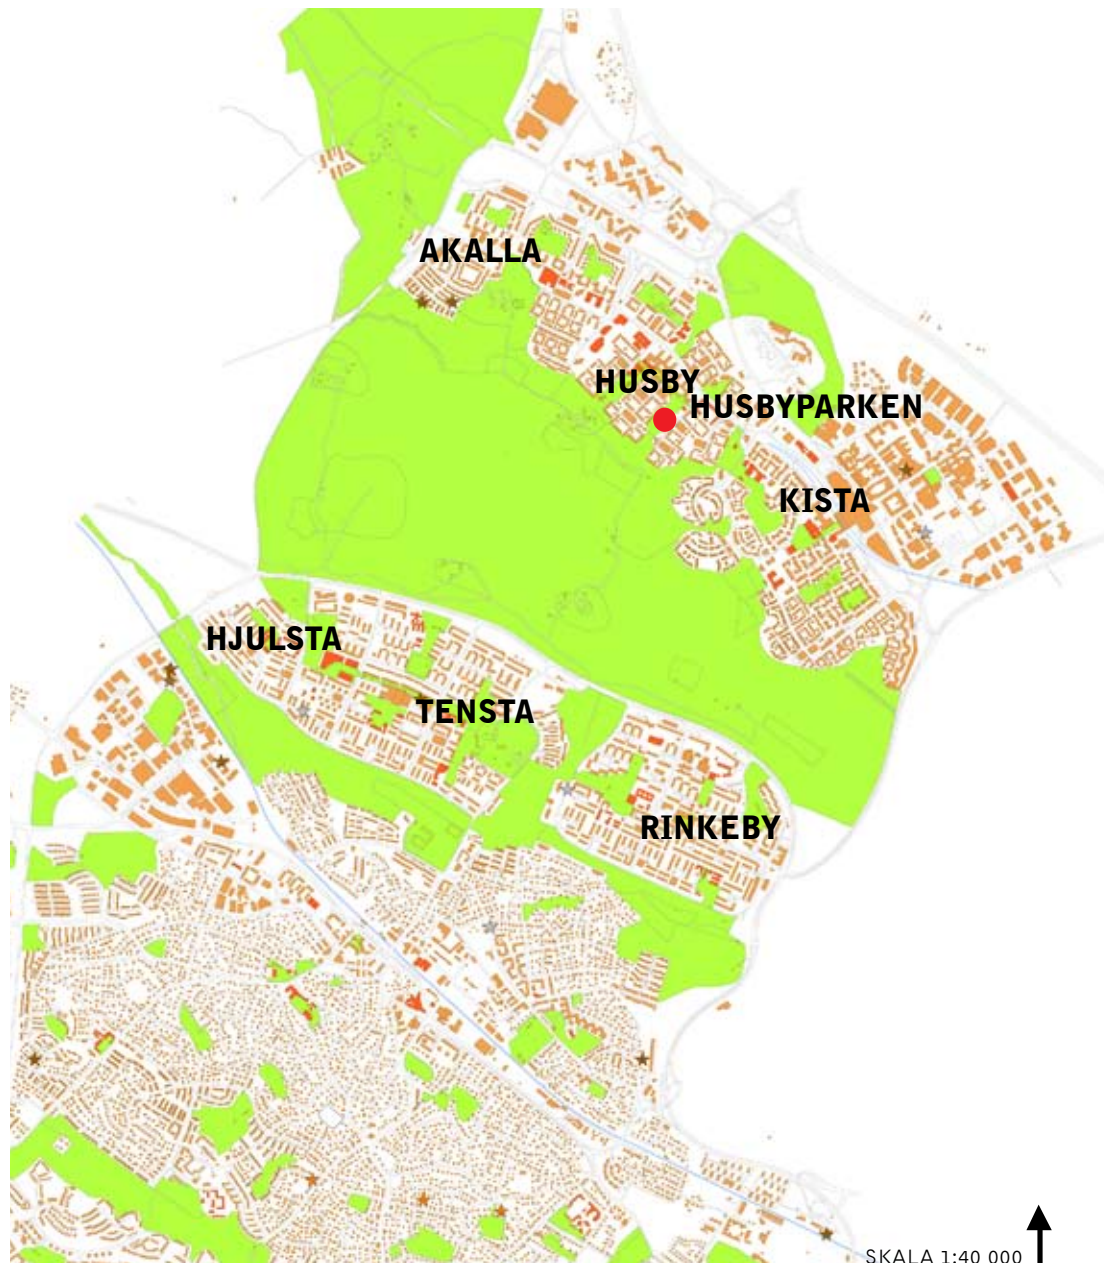 AKALLA
HUSBY
HUSBYPARKEN
KISTA
HJULSTA
TENSTA
RINKEBY
SKALA 1:40 000